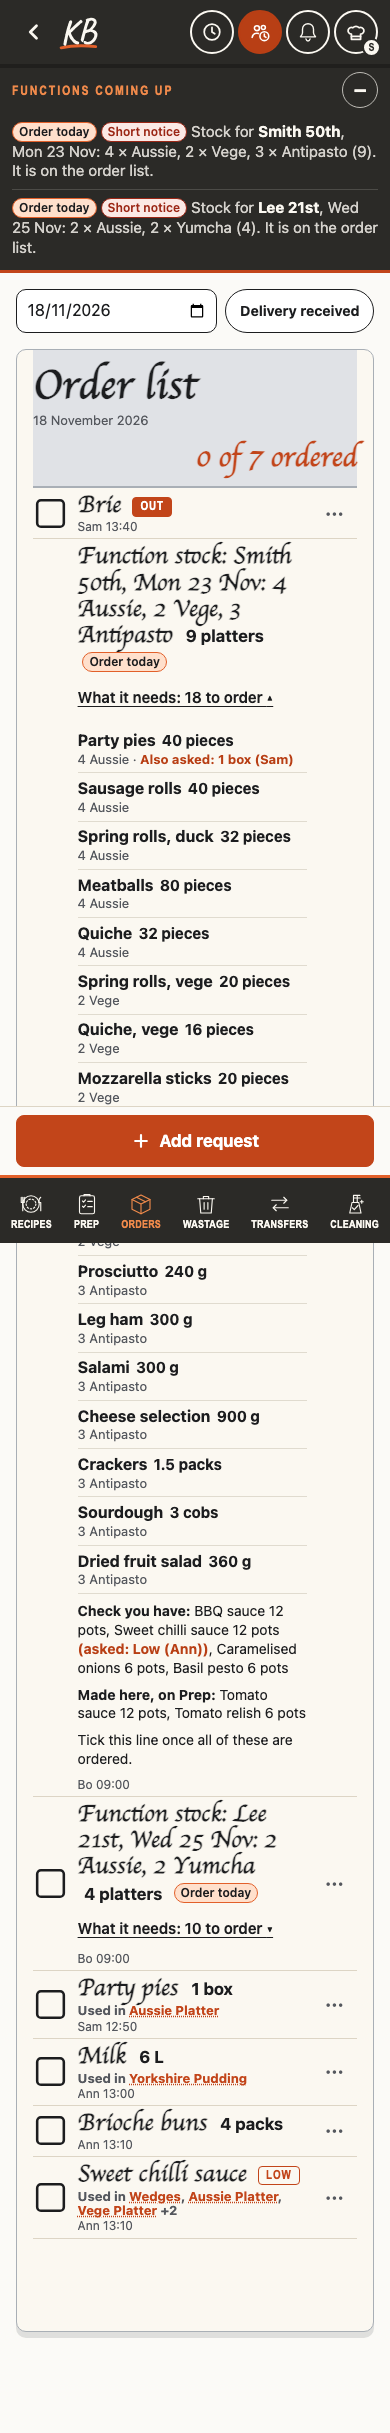 KB
$
FUNCTIONS COMING UP
Order today Short notice Stock for Smith 50th,
Mon 23 Nov: 4 × Aussie, 2 × Vege, 3 × Antipasto (9).
It is on the order list.
Order today Short notice Stock for Lee 21st, Wed
25 Nov: 2 × Aussie, 2 × Yumcha (4). It is on the order
list.
18/11/2026
Delivery received
Order list
18 November 2026
0 of 7 ordered
Brie OUT
Sam 13:40
Function stock: Smith
50th, Mon 23 Nov: 4
Aussie, 2 Vege, 3
Antipasto 9 platters
Order today
What it needs: 18 to order ▴
Party pies 40 pieces
4 Aussie · Also asked: 1 box (Sam)
Sausage rolls 40 pieces
4 Aussie
Spring rolls, duck 32 pieces
4 Aussie
Meatballs 80 pieces
4 Aussie
Quiche 32 pieces
4 Aussie
Spring rolls, vege 20 pieces
2 Vege
Quiche, vege 16 pieces
2 Vege
Mozzarella sticks 20 pieces
2 Vege
+ Add request
RECIPES PREP ORDERS WASTAGE TRANSFERS CLEANING
2 Vege
Prosciutto 240 g
3 Antipasto
Leg ham 300 g
3 Antipasto
Salami 300 g
3 Antipasto
Cheese selection 900 g
3 Antipasto
Crackers 1.5 packs
3 Antipasto
Sourdough 3 cobs
3 Antipasto
Dried fruit salad 360 g
3 Antipasto
Check you have: BBQ sauce 12
pots, Sweet chilli sauce 12 pots
(asked: Low (Ann)), Caramelised
onions 6 pots, Basil pesto 6 pots
Made here, on Prep: Tomato
sauce 12 pots, Tomato relish 6 pots
Tick this line once all of these are
ordered.
Bo 09:00
Function stock: Lee
21st, Wed 25 Nov: 2
Aussie, 2 Yumcha
4 platters Order today
What it needs: 10 to order ▾
Bo 09:00
Party pies 1 box
Used in Aussie Platter
Sam 12:50
Milk 6 L
Used in Yorkshire Pudding
Ann 13:00
Brioche buns 4 packs
Ann 13:10
Sweet chilli sauce LOW
Used in Wedges, Aussie Platter,
Vege Platter +2
Ann 13:10